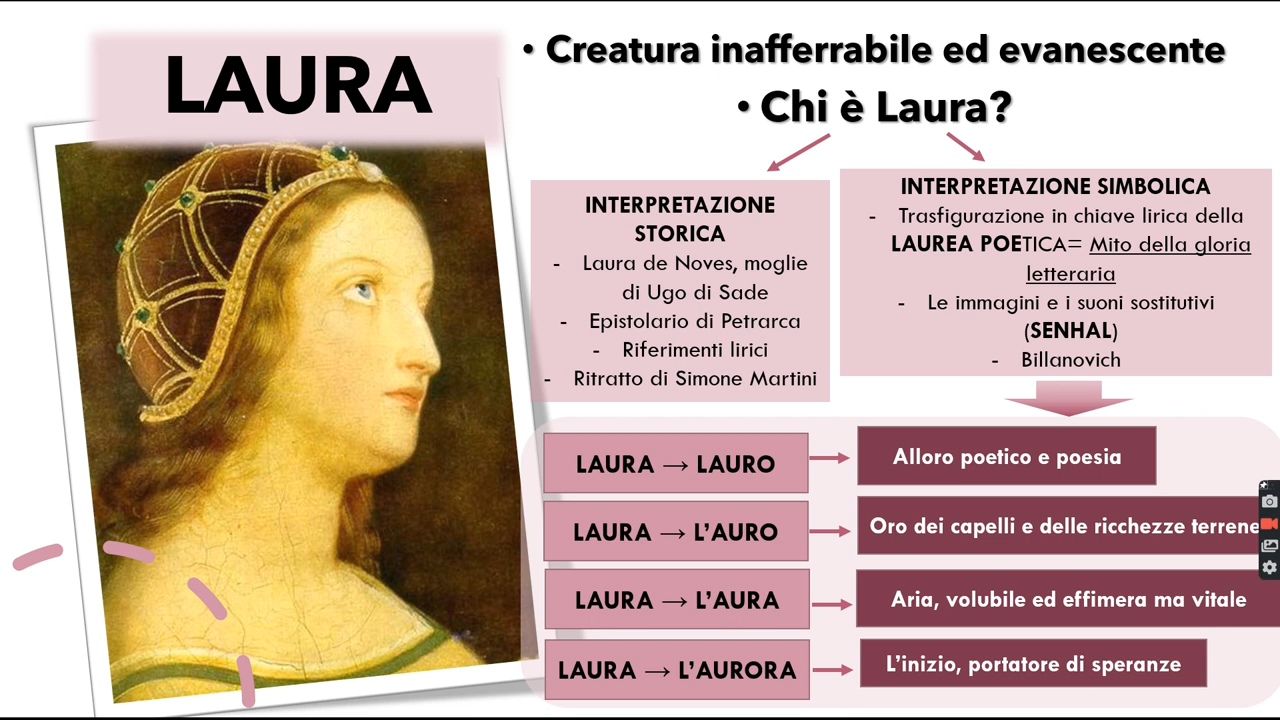 LAURA
• Creatura inafferrabile ed evanescente
• Chi è Laura?
INTERPRETAZIONE
STORICA
- Laura de Noves, moglie
di Ugo di Sade
- Epistolario di Petrarca
- Riferimenti lirici
- Ritratto di Simone Martini
INTERPRETAZIONE SIMBOLICA
- Trasfigurazione in chiave lirica della
LAUREA POETICA= Mito della gloria
letteraria
- Le immagini e i suoni sostitutivi
(SENHAL)
- Billanovich
LAURA → LAURO
Alloro poetico e poesia
LAURA → L’AURO
Oro dei capelli e delle ricchezze terrene
LAURA → L’AURA
Aria, volubile ed effimera ma vitale
LAURA → L’AURORA
L’inizio, portatore di speranze